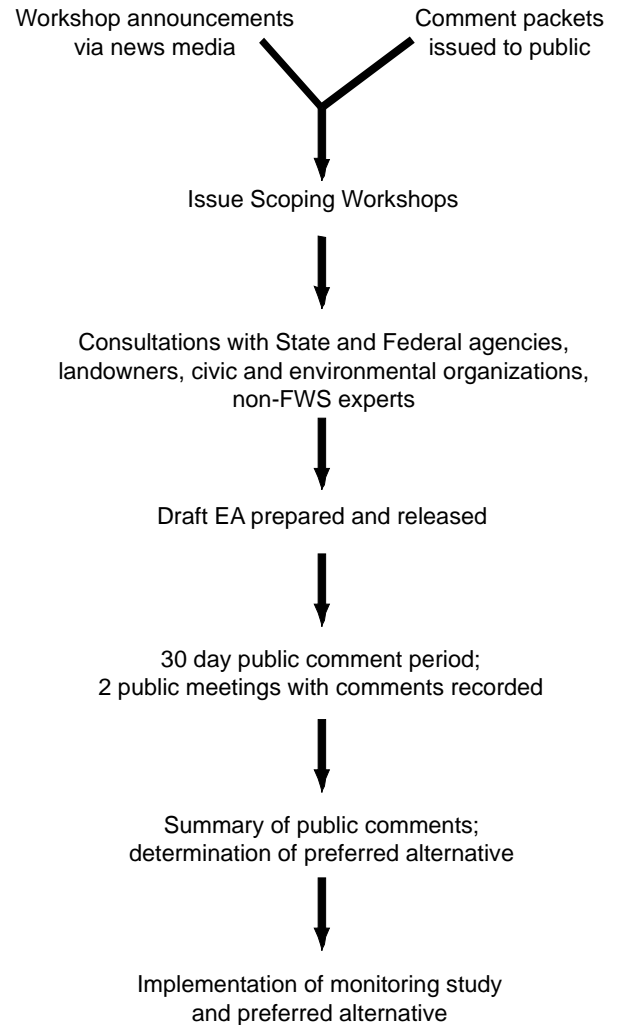 Workshop announcements
via news media
Comment packets
issued to public
Issue Scoping Workshops
Consultations with State and Federal agencies,
landowners, civic and environmental organizations,
non-FWS experts
Draft EA prepared and released
30 day public comment period;
2 public meetings with comments recorded
Summary of public comments;
determination of preferred alternative
Implementation of monitoring study
and preferred alternative